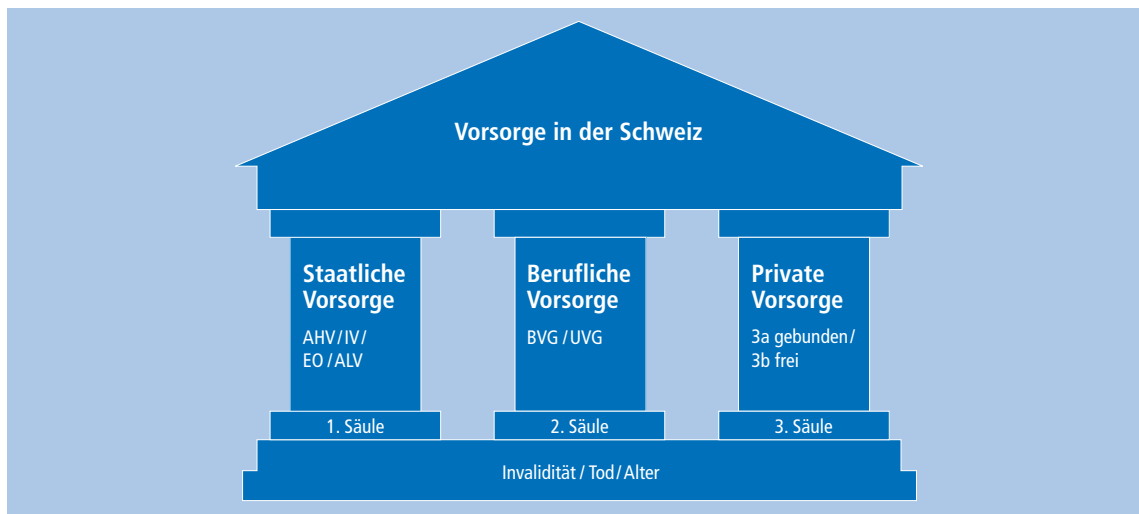 Vorsorge in der Schweiz
Staatliche
Vorsorge
AHV/IV/
EO/ALV
1. Säule
Berufliche
Vorsorge
BVG/UVG
2. Säule
Private
Vorsorge
3a gebunden/
3b frei
3. Säule
Invalidität/Tod/Alter